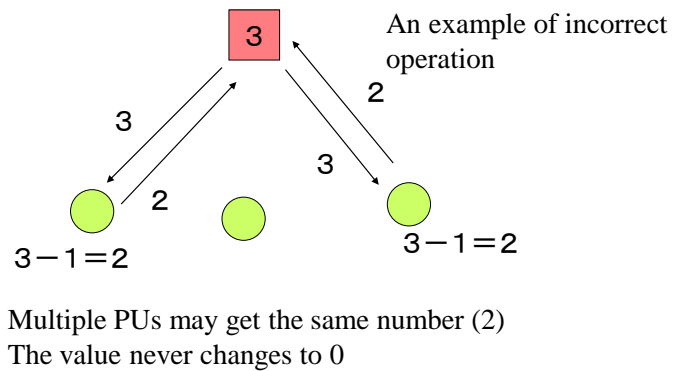 3
An example of incorrect
operation
2
3
3
2
3－1＝2
3－1＝2
Multiple PUs may get the same number (2)
The value never changes to 0